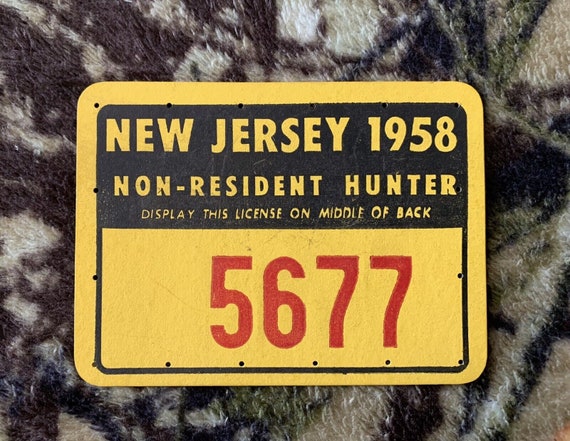 NEW JERSEY 1958
NON-RESIDENT HUNTER
DISPLAY THIS LICENSE ON MIDDLE OF BACK
5677